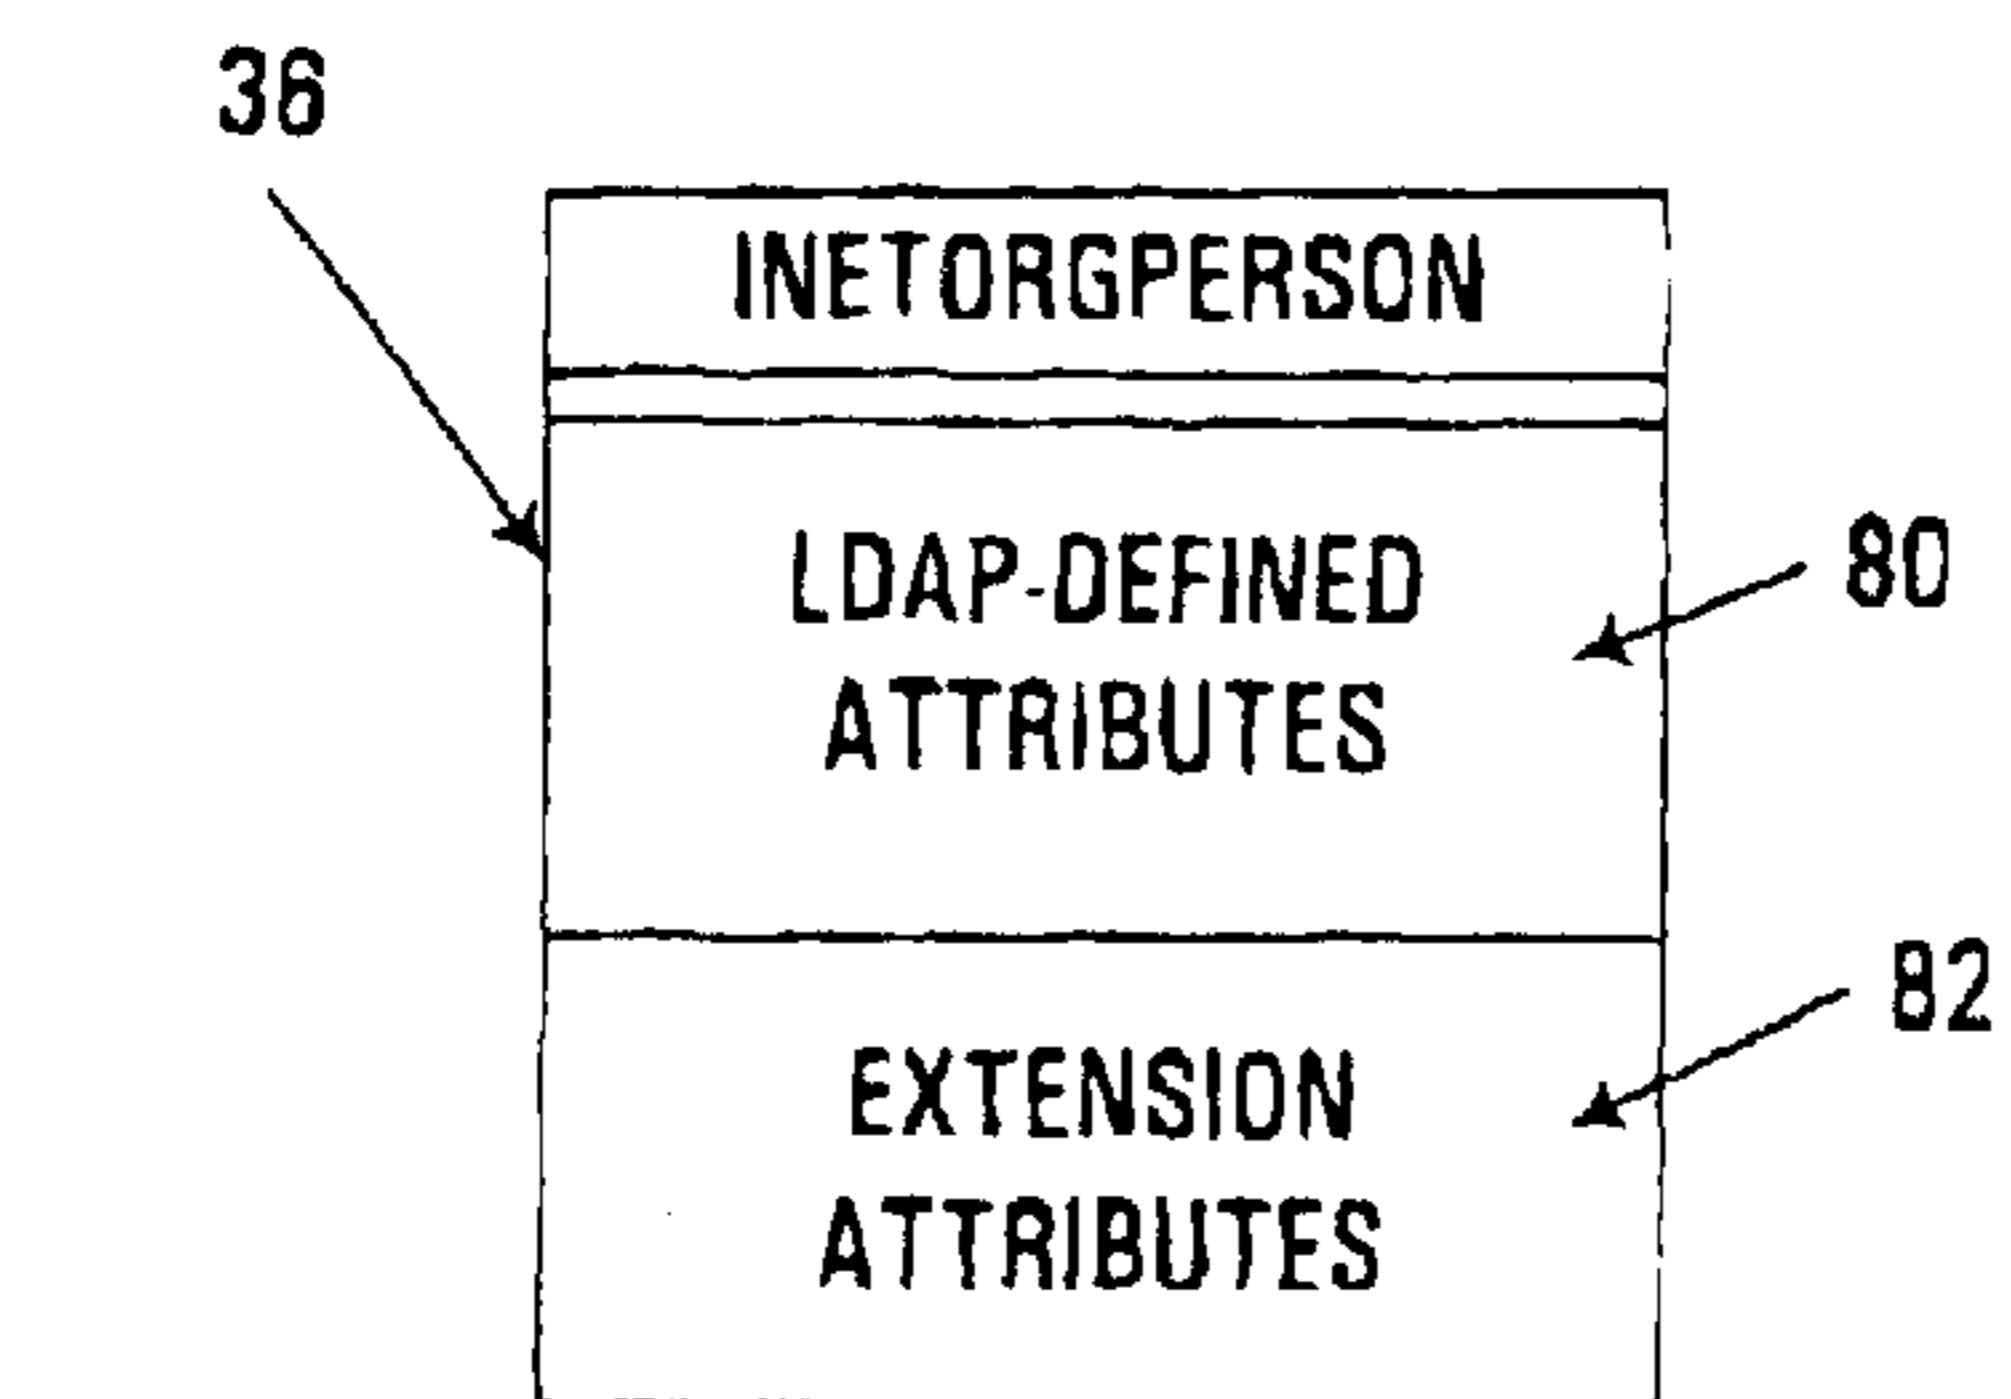 36
INETORGPERSON
LDAP-DEFINED
ATTRIBUTES
80
EXTENSION
ATTRIBUTES
82